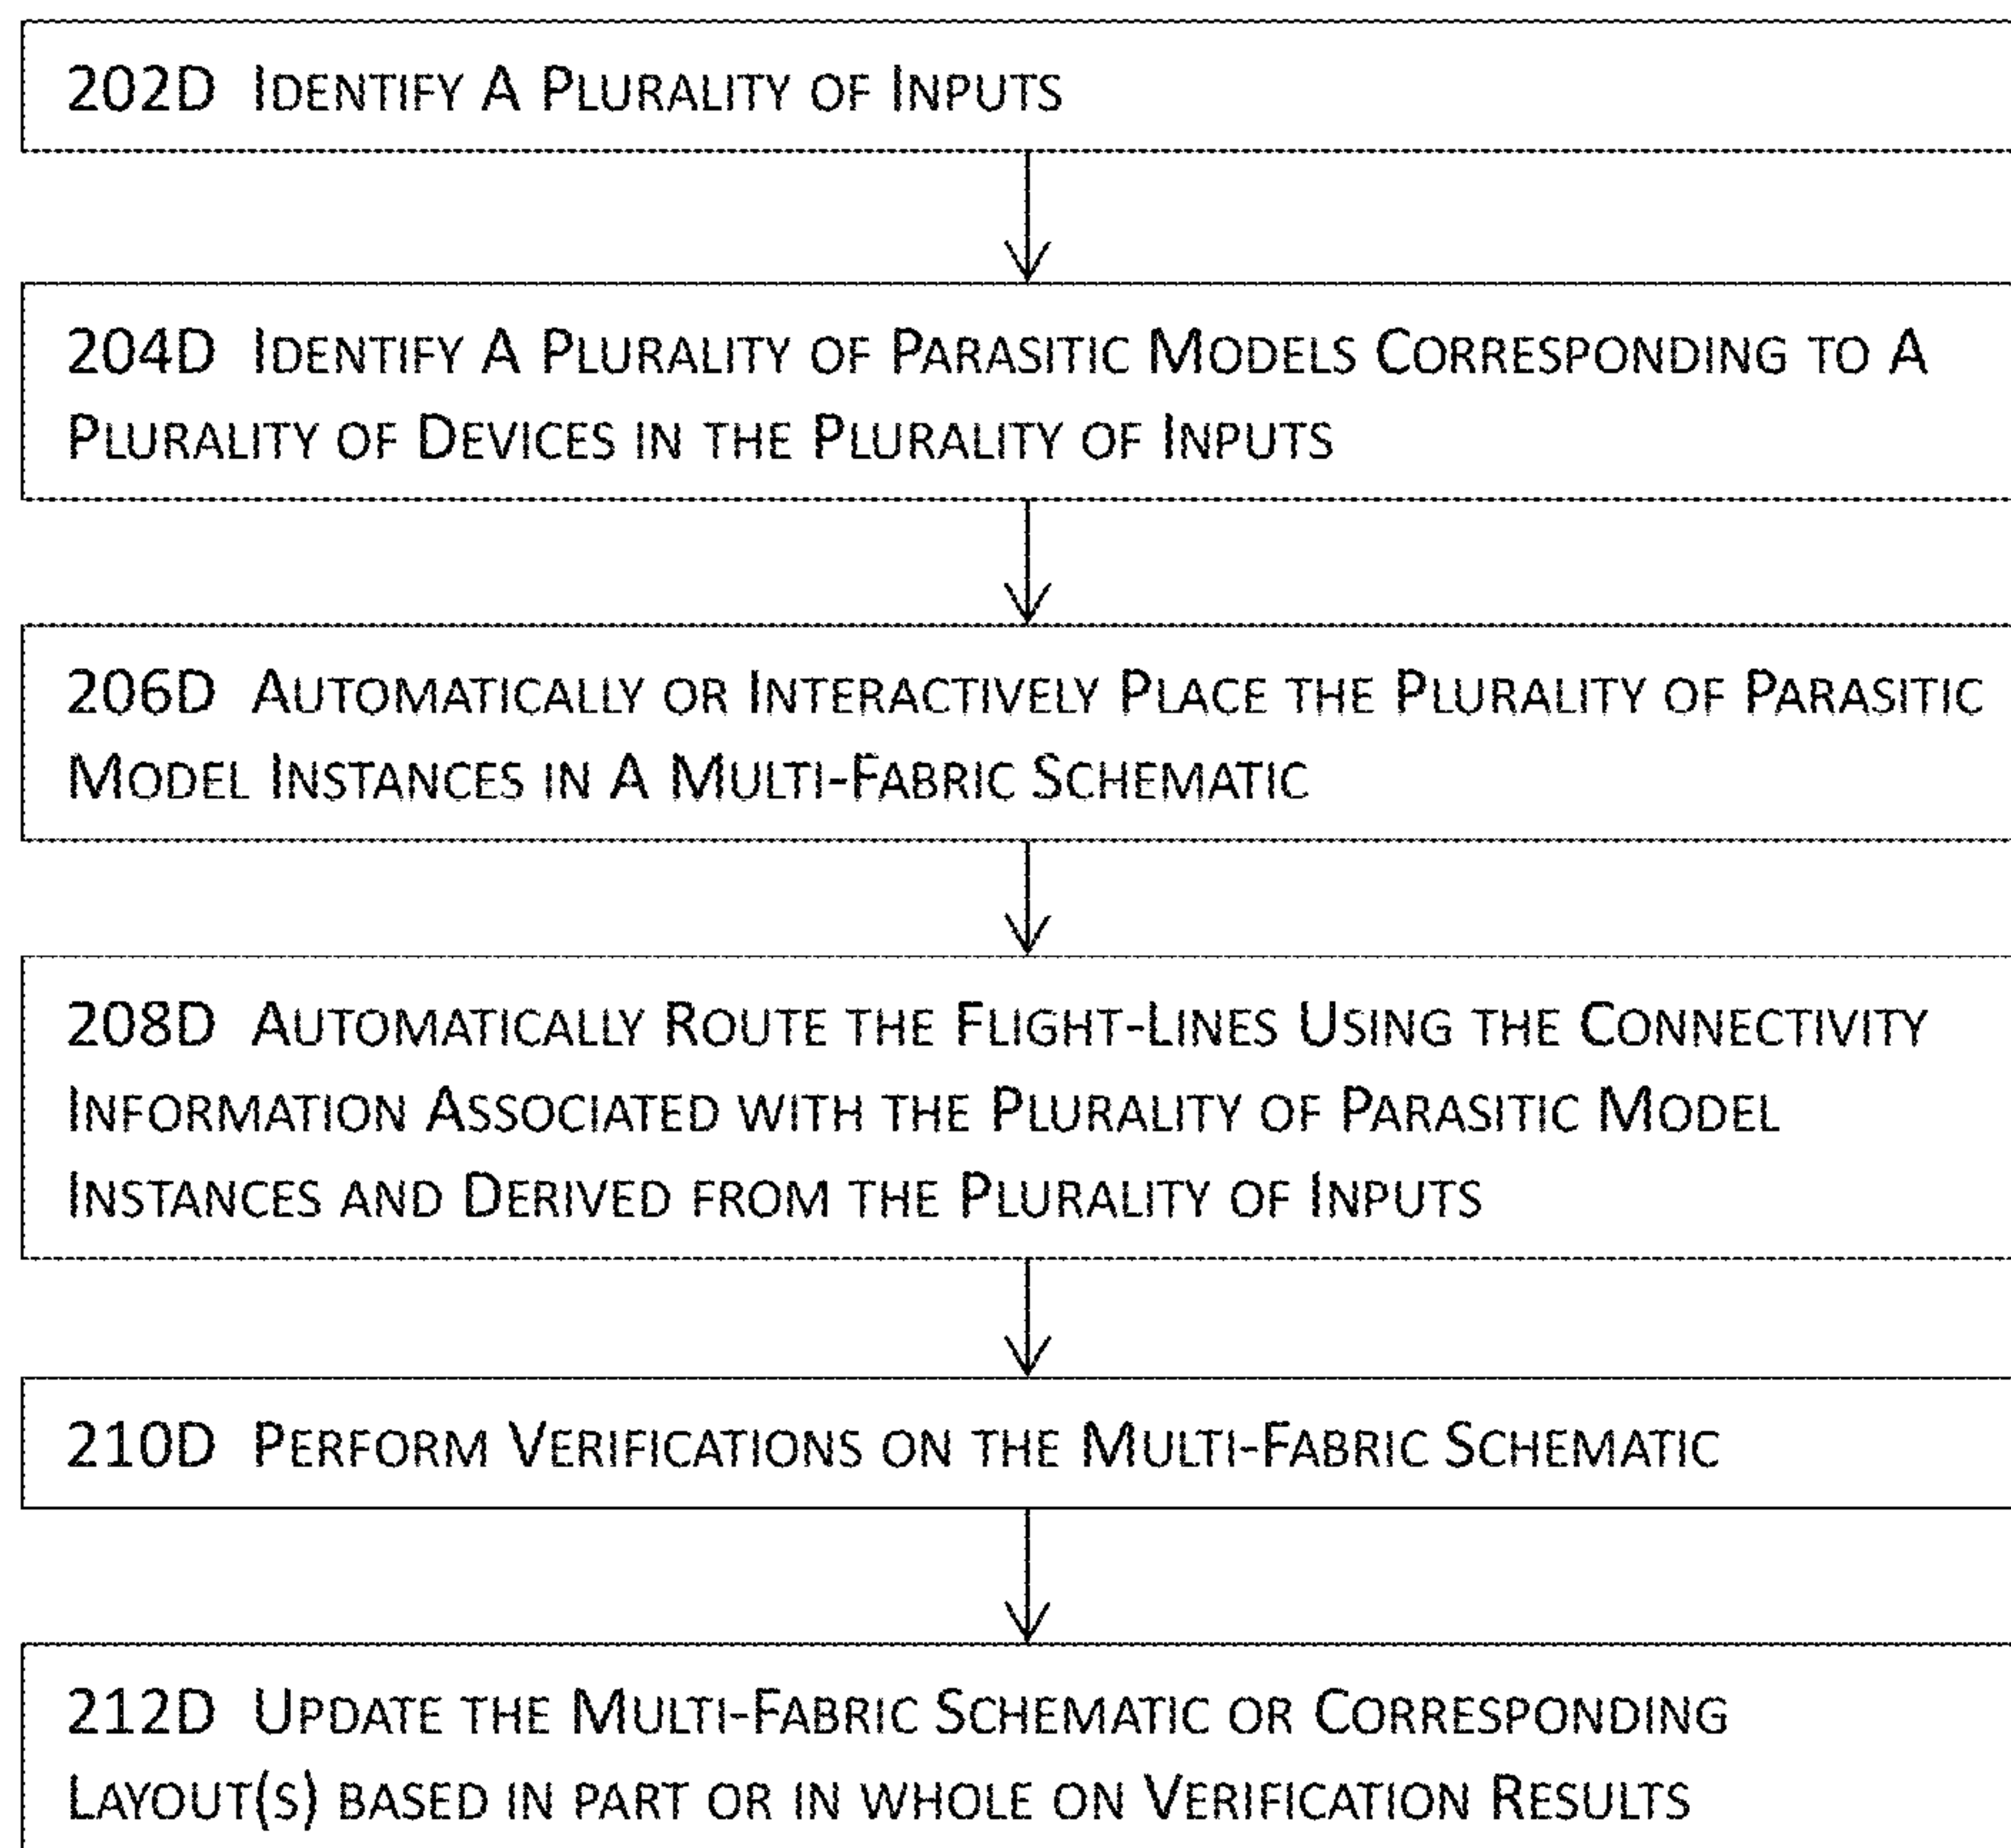 202D Identify A Plurality of Inputs
204D Identify A Plurality of Parasitic Models Corresponding to A
Plurality of Devices in the Plurality of Inputs
206D Automatically or Interactively Place the Plurality of Parasitic
Model Instances in A Multi-Fabric Schematic
208D Automatically Route the Flight-Lines Using the Connectivity
Information Associated with the Plurality of Parasitic Model
Instances and Derived from the Plurality of Inputs
210D Perform Verifications on the Multi-Fabric Schematic
212D Update the Multi-Fabric Schematic or Corresponding
Layout(s) based in part or in whole on Verification Results